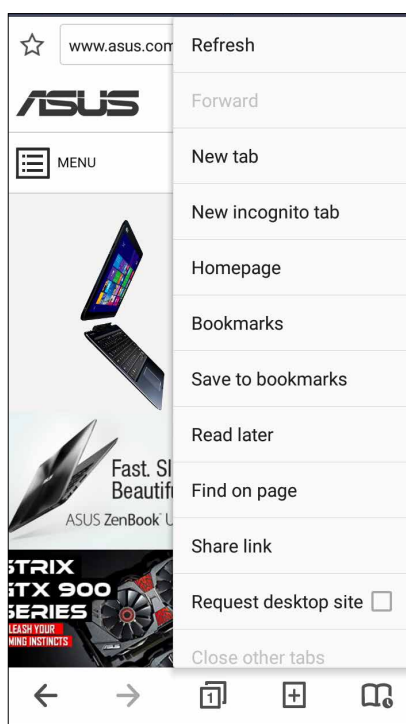 www.asus.com
Refresh
Forward
New tab
New incognito tab
Homepage
Bookmarks
Save to bookmarks
Read later
Find on page
Share link
Request desktop site
Close other tabs
ASUS
MENU
Fast. Sl
Beautifu
ASUS ZenBook U
STRIX
GTX 900
SERIES
LEASH YOUR
MING INSTINCTS
1